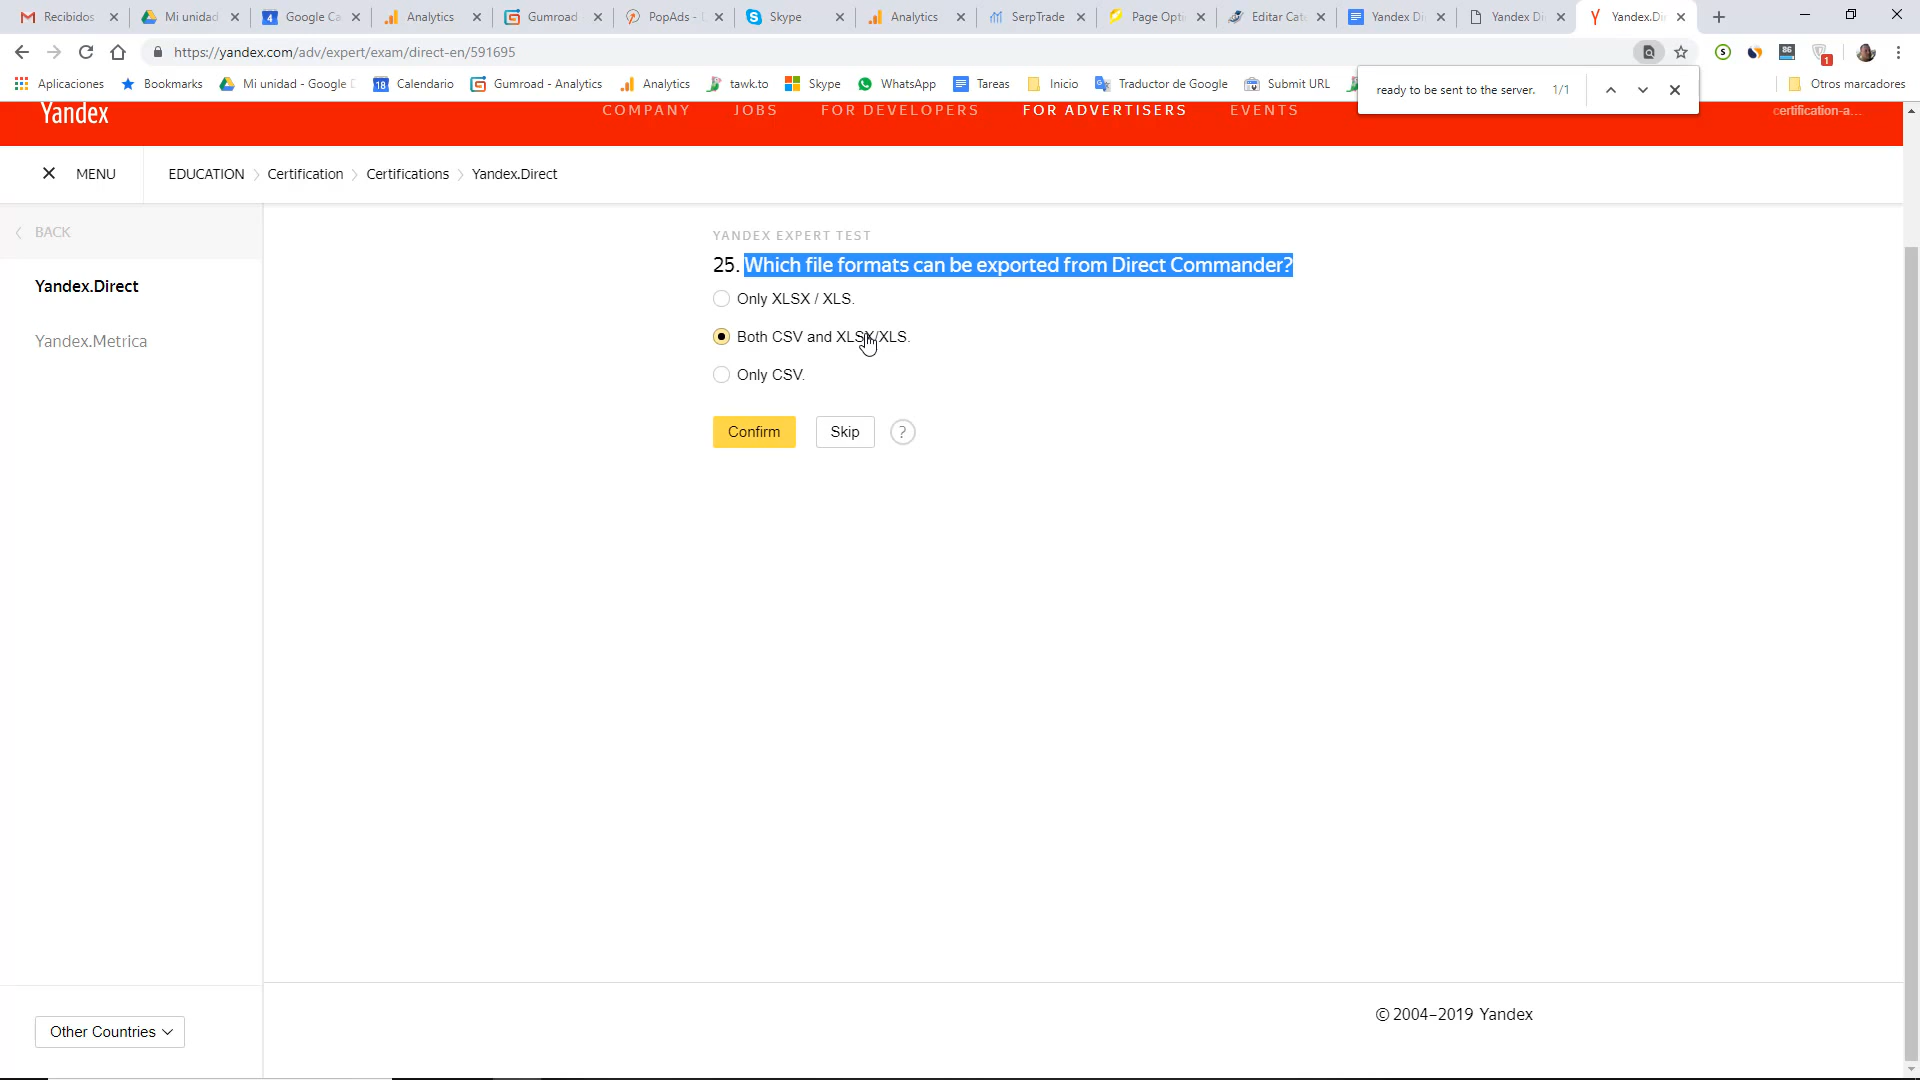 Recibidos
Mi unidad
Google Ca
Analytics
Gumroad
PopAds -
Skype
Analytics
SerpTrade
Page Opti
Editar Cat
Yandex Di
Yandex Di
Yandex.Di
https://yandex.com/adv/expert/exam/direct-en/591695
86
1
Aplicaciones
Bookmarks
Mi unidad - Google
18
Calendario
Gumroad - Analytics
Analytics
tawk.to
Skype
WhatsApp
Tareas
Inicio
Traductor de Google
Submit URL
Otros marcadores
ready to be sent to the server. 1/1
Yandex
COMPANY
JOBS
FOR DEVELOPERS
FOR ADVERTISERS
EVENTS
certification-a...
MENU
EDUCATION
Certification
Certifications
Yandex.Direct
BACK
Yandex.Direct
Yandex.Metrica
YANDEX EXPERT TEST
25. Which file formats can be exported from Direct Commander?
Only XLSX / XLS.
Both CSV and XLSX/XLS.
Only CSV.
Confirm
Skip
?
Other Countries
© 2004–2019 Yandex